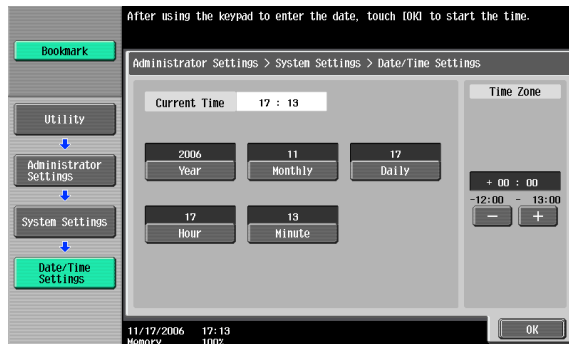 After using the keypad to enter the date, touch [OK] to start the time.
Bookmark
Administrator Settings > System Settings > Date/Time Settings
Current Time 17 : 13
Time Zone
Utility
Administrator
Settings
System Settings
Date/Time
Settings
2006 11 17
Year Monthly Daily
17 13
Hour Minute
+ 00 : 00
-12:00 - 13:00
− +
11/17/2006 17:13
Memory 100%
OK